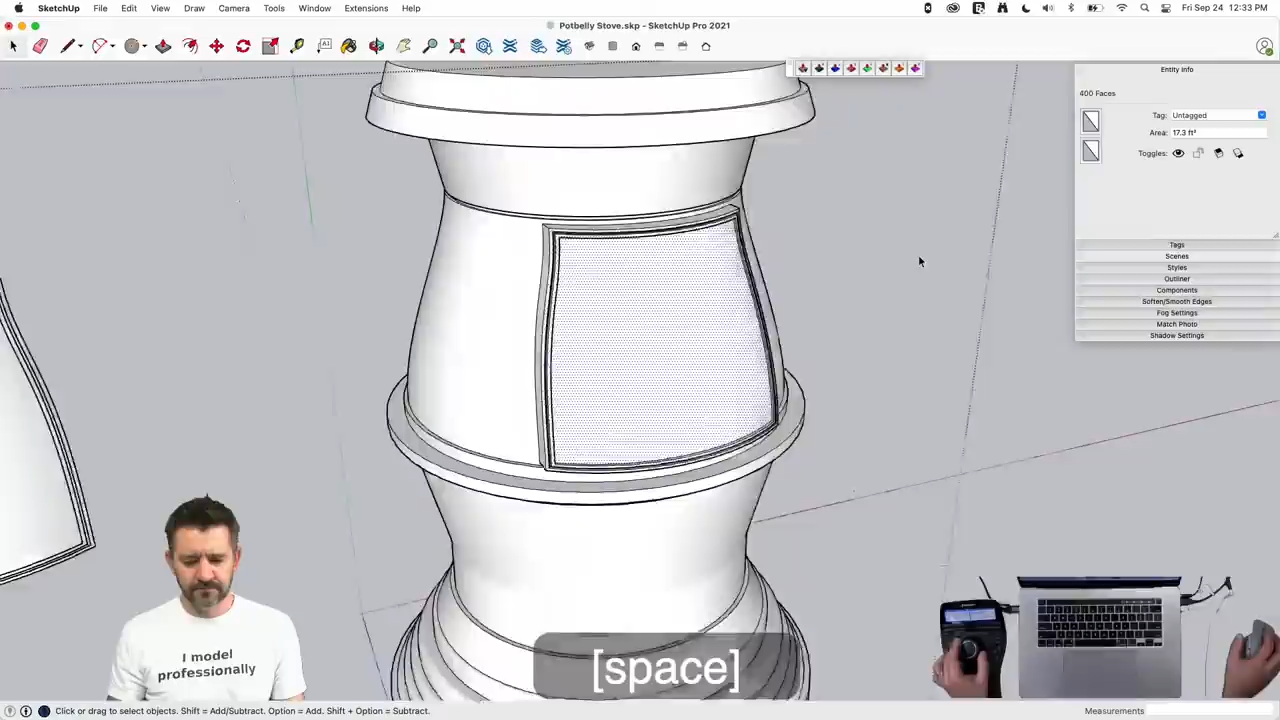 SketchUp File Edit View Draw Camera Tools Window Extensions Help Fri Sep 24 12:33 PM
Potbelly Stove.skp - SketchUp Pro 2021
Entity Info
400 Faces
Tag: Untagged
Area: 17.3 ft²
Toggles:
Tags
Scenes
Styles
Outliner
Components
Soften/Smooth Edges
Fog Settings
Match Photo
Shadow Settings
I model
professionally
[space]
Click or drag to select objects. Shift = Add/Subtract. Option = Add. Shift + Option = Subtract. Measurements